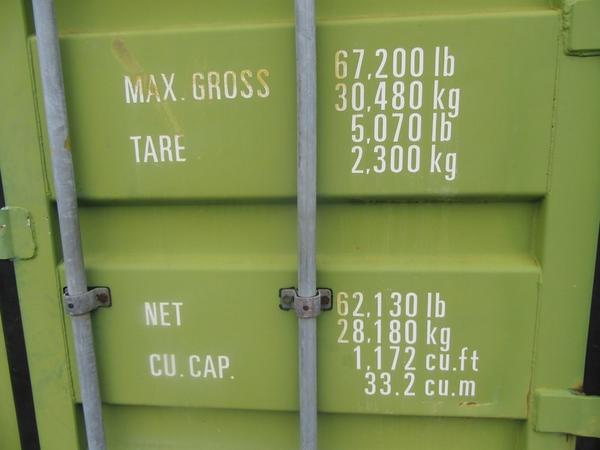 MAX. GROSS 67,200 lb
30,480 kg
TARE 5,070 lb
2,300 kg
NET 62,130 lb
28,180 kg
CU. CAP. 1,172 cu.ft
33.2 cu.m